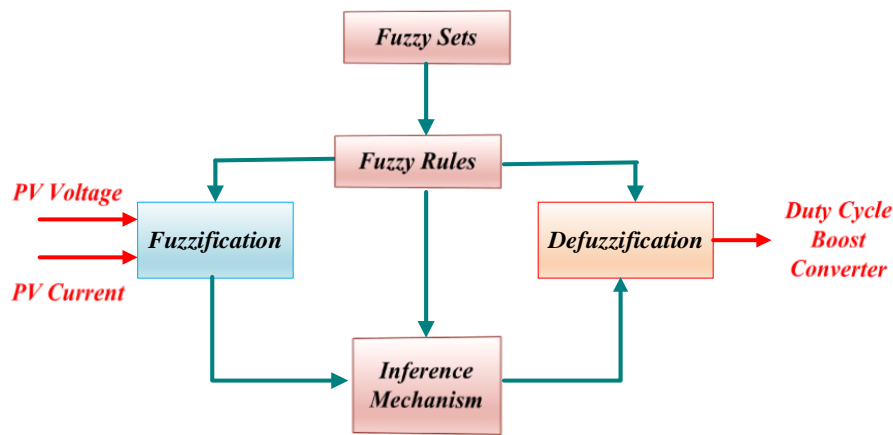 Fuzzy Sets
Fuzzy Rules
PV Voltage
Fuzzification
PV Current
Defuzzification
Duty Cycle
Boost
Converter
Inference
Mechanism